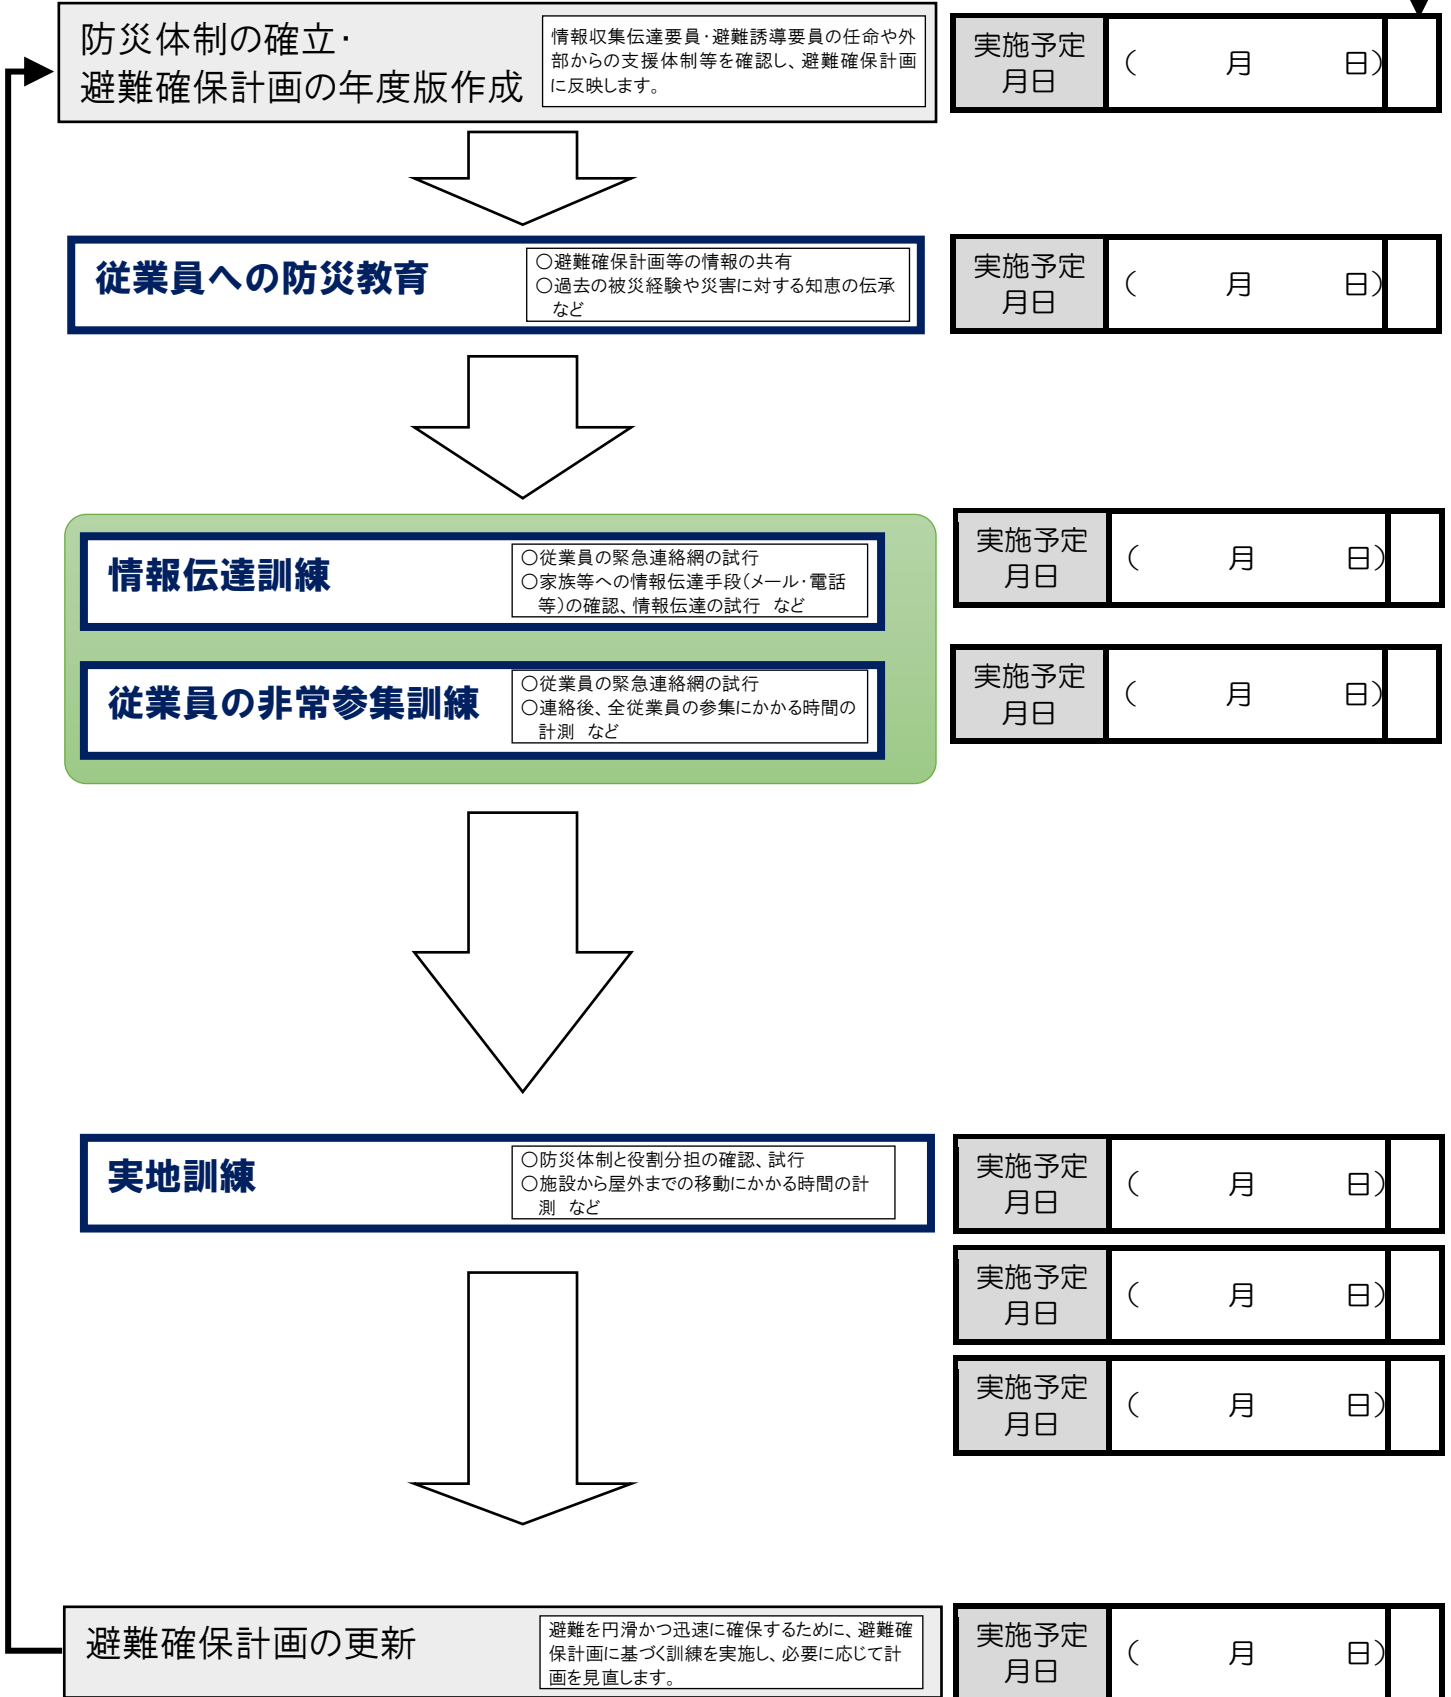 防災体制の確立・
避難確保計画の年度版作成
情報収集伝達要員・避難誘導要員の任命や外
部からの支援体制等を確認し、避難確保計画
に反映します。
実施予定
月日
（　月　日）
従業員への防災教育
○避難確保計画等の情報の共有
○過去の被災経験や災害に対する知恵の伝承
など
実施予定
月日
（　月　日）
情報伝達訓練
○従業員の緊急連絡網の試行
○家族等への情報伝達手段（メール・電話
等）の確認、情報伝達の試行　など
実施予定
月日
（　月　日）
従業員の非常参集訓練
○従業員の緊急連絡網の試行
○連絡後、全従業員の参集にかかる時間の
計測　など
実施予定
月日
（　月　日）
実地訓練
○防災体制と役割分担の確認、試行
○施設から屋外までの移動にかかる時間の計
測　など
実施予定
月日
（　月　日）
実施予定
月日
（　月　日）
実施予定
月日
（　月　日）
避難確保計画の更新
避難を円滑かつ迅速に確保するために、避難確
保計画に基づく訓練を実施し、必要に応じて計
画を見直します。
実施予定
月日
（　月　日）